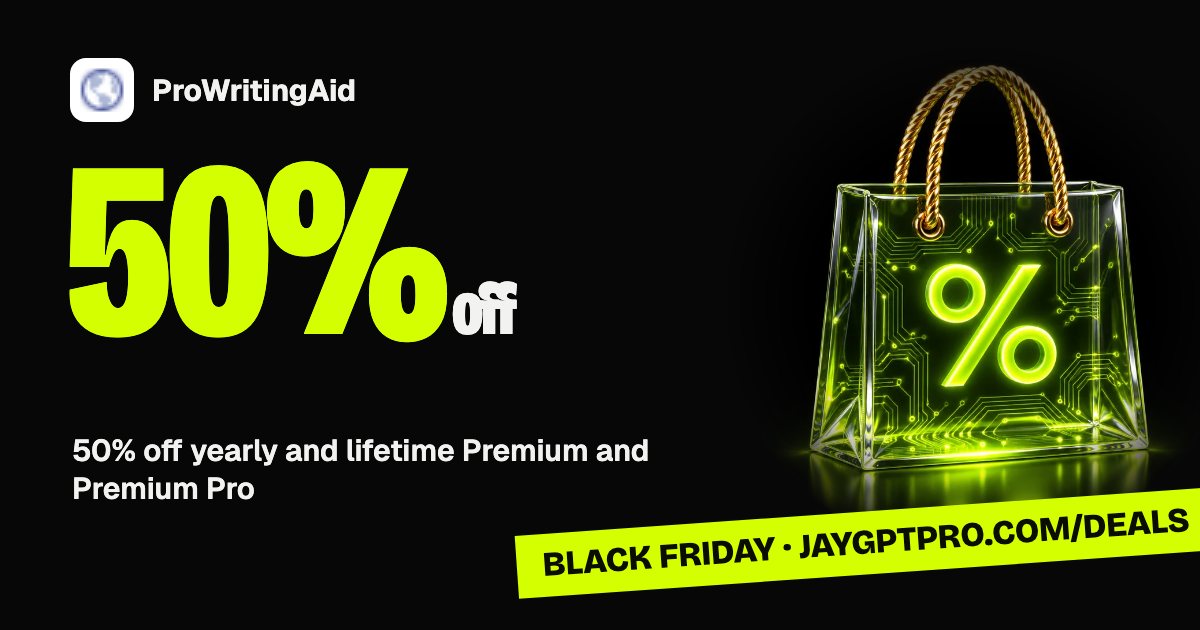 ProWritingAid
50% off
50% off yearly and lifetime Premium and
Premium Pro
%
BLACK FRIDAY · JAYGPTPRO.COM/DEALS